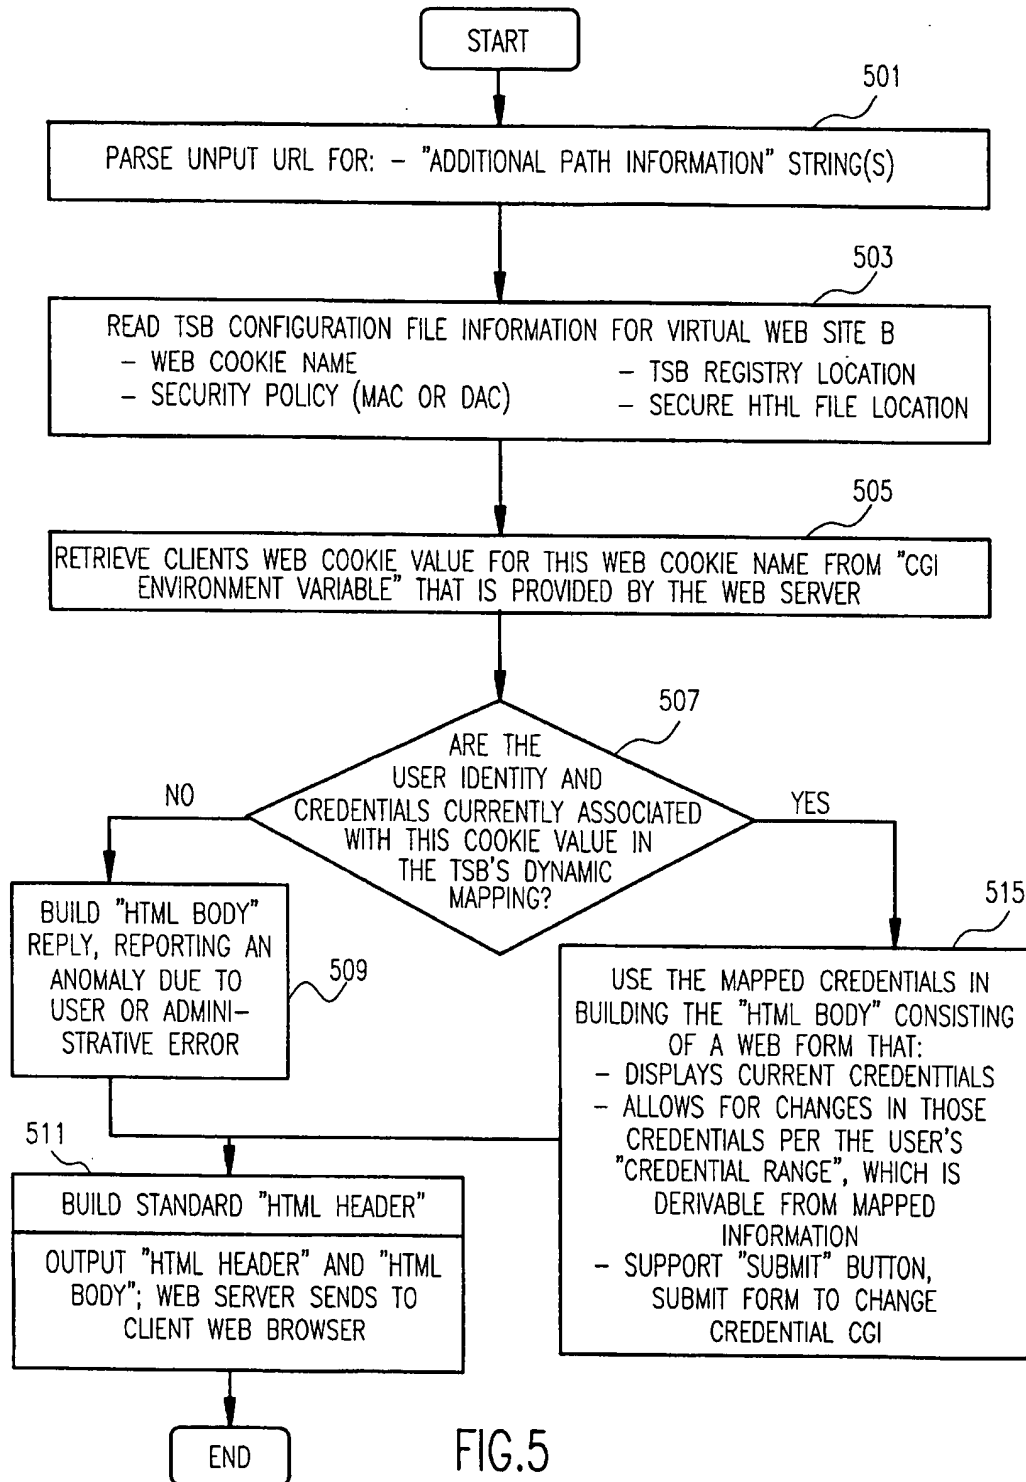 START
501
PARSE UNPUT URL FOR: – "ADDITIONAL PATH INFORMATION" STRING(S)
503
READ TSB CONFIGURATION FILE INFORMATION FOR VIRTUAL WEB SITE B
– WEB COOKIE NAME
– SECURITY POLICY (MAC OR DAC)
– TSB REGISTRY LOCATION
– SECURE HTHL FILE LOCATION
505
RETRIEVE CLIENTS WEB COOKIE VALUE FOR THIS WEB COOKIE NAME FROM "CGI
ENVIRONMENT VARIABLE" THAT IS PROVIDED BY THE WEB SERVER
507
ARE THE
USER IDENTITY AND
CREDENTIALS CURRENTLY ASSOCIATED
WITH THIS COOKIE VALUE IN
THE TSB'S DYNAMIC
MAPPING?
NO
YES
BUILD "HTML BODY"
REPLY, REPORTING AN
ANOMALY DUE TO
USER OR ADMINI-
STRATIVE ERROR
509
515
USE THE MAPPED CREDENTIALS IN
BUILDING THE "HTML BODY" CONSISTING
OF A WEB FORM THAT:
– DISPLAYS CURRENT CREDENTTIALS
– ALLOWS FOR CHANGES IN THOSE
CREDENTIALS PER THE USER'S
"CREDENTIAL RANGE", WHICH IS
DERIVABLE FROM MAPPED
INFORMATION
– SUPPORT "SUBMIT" BUTTON,
SUBMIT FORM TO CHANGE
CREDENTIAL CGI
511
BUILD STANDARD "HTML HEADER"
OUTPUT "HTML HEADER" AND "HTML
BODY"; WEB SERVER SENDS TO
CLIENT WEB BROWSER
END
FIG.5